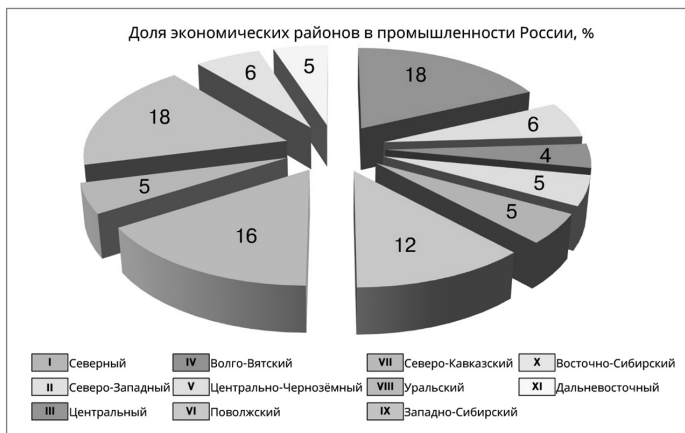 Доля экономических районов в промышленности России, %
18
6
4
5
5
12
16
5
18
6
5
I Северный
IV Волго-Вятский
VII Северо-Кавказский
X Восточно-Сибирский
II Северо-Западный
V Центрально-Чернозёмный
VIII Уральский
XI Дальневосточный
III Центральный
VI Поволжский
IX Западно-Сибирский